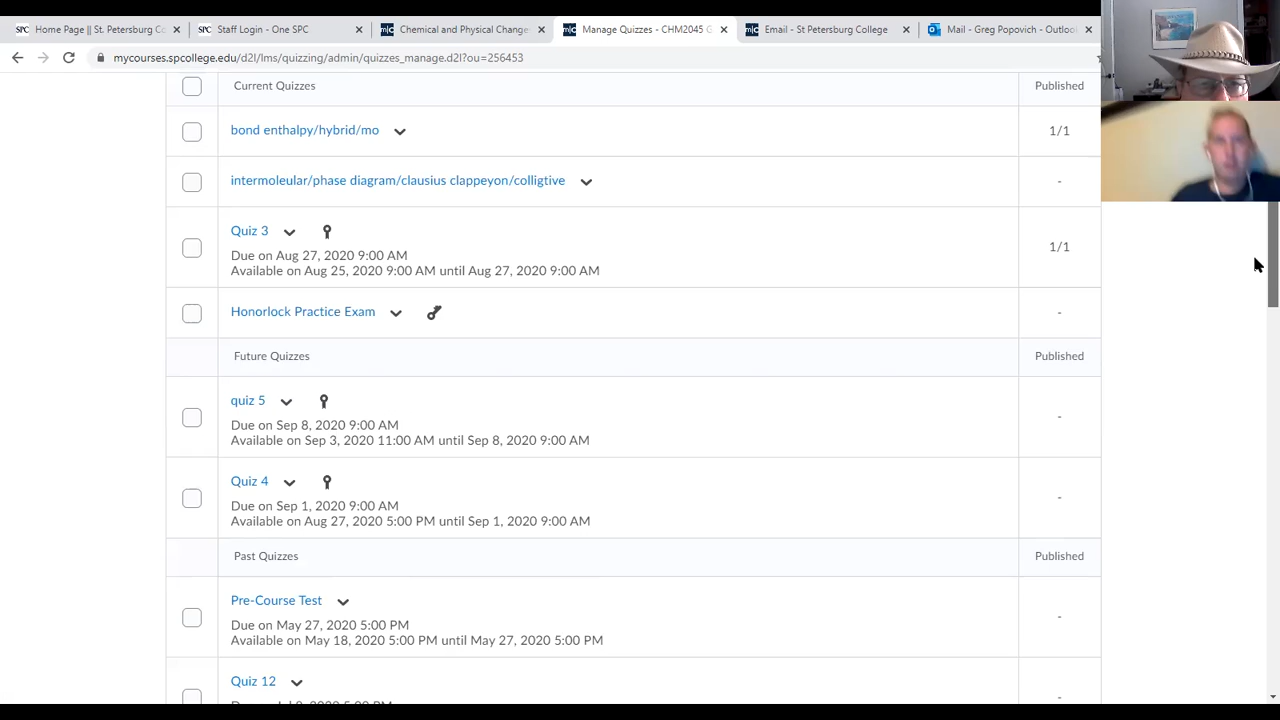 Home Page || St. Petersburg Co
Staff Login - One SPC
Chemical and Physical Change
Manage Quizzes - CHM2045 G
Email - St Petersburg College
Mail - Greg Popovich - Outlook
mycourses.spcollege.edu/d2l/lms/quizzing/admin/quizzes_manage.d2l?ou=256453
Current Quizzes Published
bond enthalpy/hybrid/mo 1/1
intermoleular/phase diagram/clausius clappeyon/colligtive -
Quiz 3
Due on Aug 27, 2020 9:00 AM 1/1
Available on Aug 25, 2020 9:00 AM until Aug 27, 2020 9:00 AM
Honorlock Practice Exam -
Future Quizzes Published
quiz 5
Due on Sep 8, 2020 9:00 AM -
Available on Sep 3, 2020 11:00 AM until Sep 8, 2020 9:00 AM
Quiz 4
Due on Sep 1, 2020 9:00 AM -
Available on Aug 27, 2020 5:00 PM until Sep 1, 2020 9:00 AM
Past Quizzes Published
Pre-Course Test
Due on May 27, 2020 5:00 PM -
Available on May 18, 2020 5:00 PM until May 27, 2020 5:00 PM
Quiz 12 -